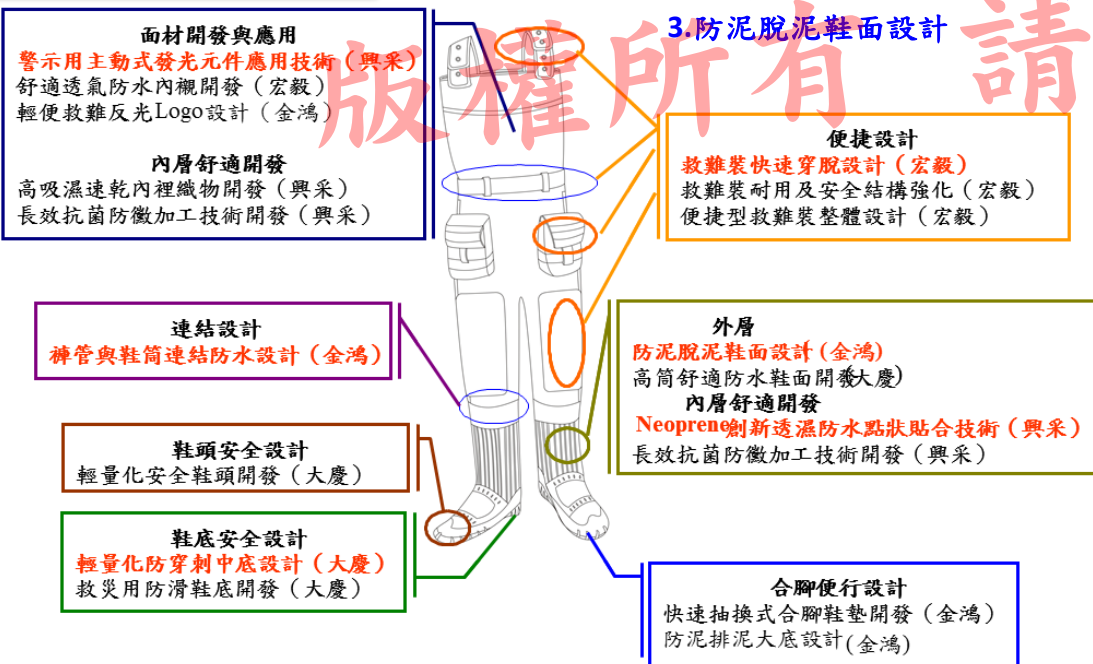 3.防泥脫泥鞋面設計
版權所有 請
面材開發與應用
警示用主動式發光元件應用技術（興采）
舒適透氣防水內襯開發（宏毅）
輕便救難反光Logo設計（金鴻）
內層舒適開發
高吸濕速乾內裡織物開發（興采）
長效抗菌防黴加工技術開發（興采）
便捷設計
救難裝快速穿脫設計（宏毅）
救難裝耐用及安全結構強化（宏毅）
便捷型救難裝整體設計（宏毅）
連結設計
褲管與鞋筒連結防水設計（金鴻）
外層
防泥脫泥鞋面設計(金鴻)
高筒舒適防水鞋面開發(大慶)
內層舒適開發
Neoprene創新透濕防水點狀貼合技術（興采）
長效抗菌防黴加工技術開發（興采）
鞋頭安全設計
輕量化安全鞋頭開發（大慶）
鞋底安全設計
輕量化防穿刺中底設計（大慶）
救災用防滑鞋底開發（大慶）
合腳便行設計
快速抽換式合腳鞋墊開發（金鴻）
防泥排泥大底設計(金鴻)